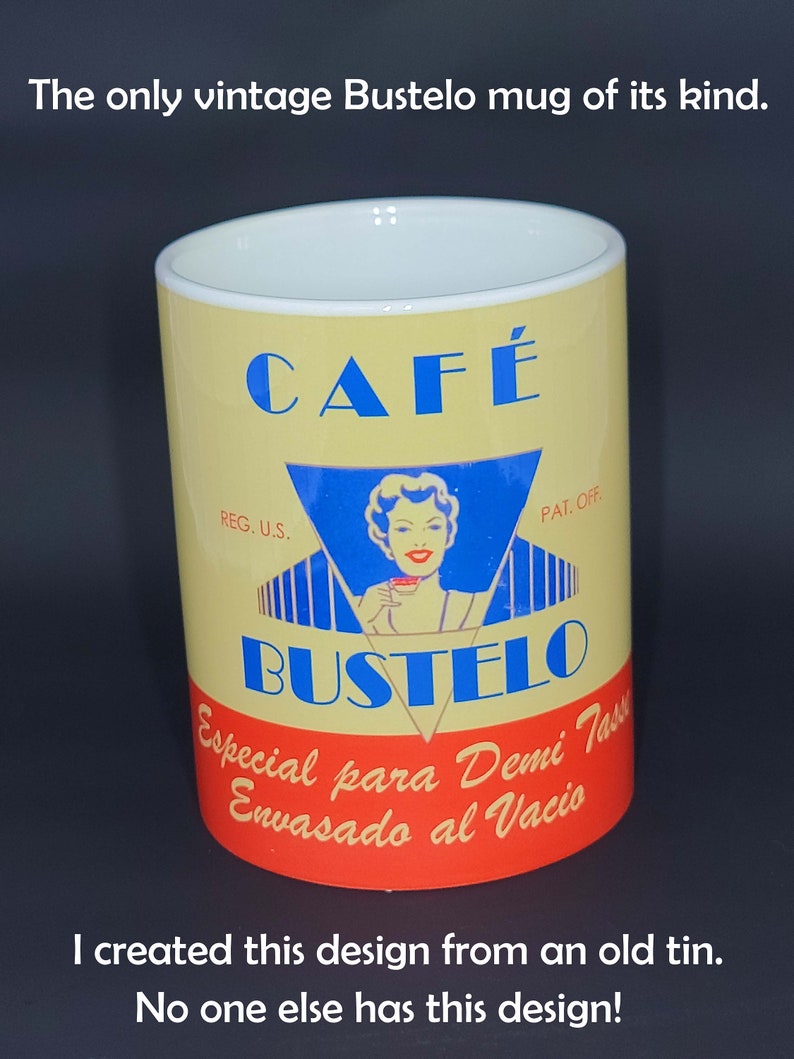 The only vintage Bustelo mug of its kind.
CAFÉ
REG. U.S.
PAT. OFF.
BUSTELO
Especial para Demi Tasse
Envasado al Vacio
I created this design from an old tin.
No one else has this design!